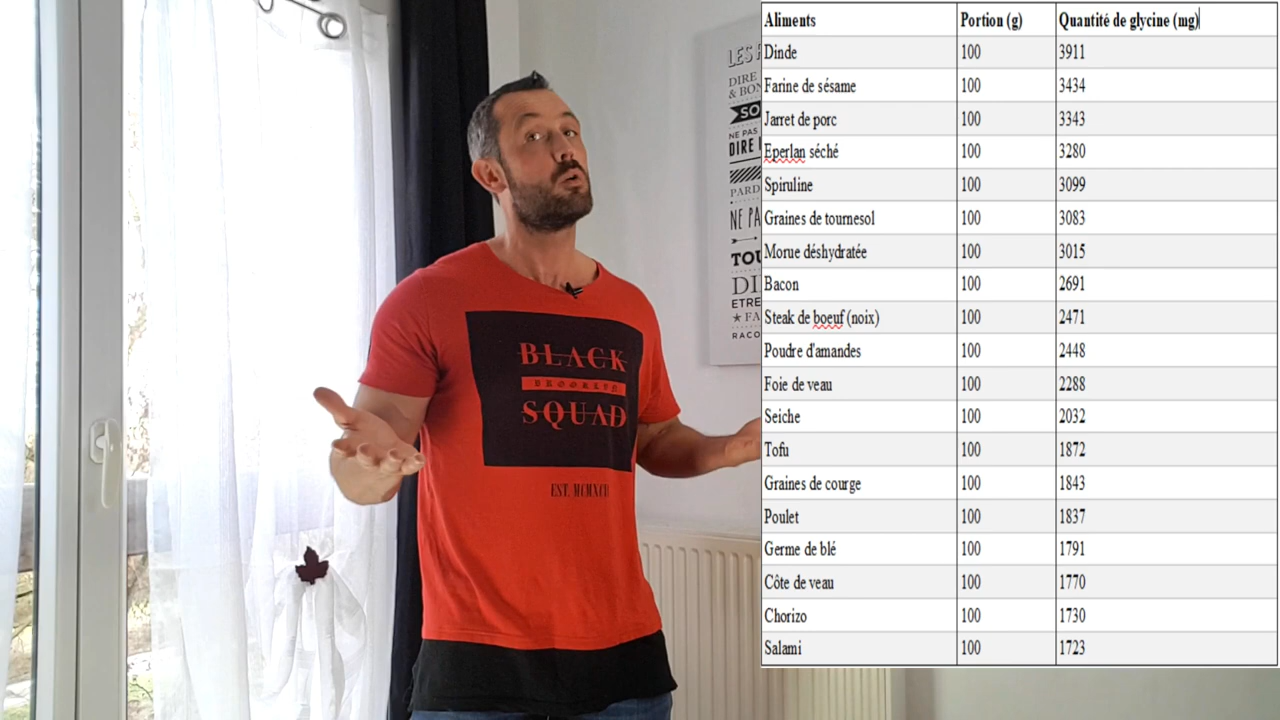 LES
DIRE
& BON
SO
NE PAS
DIRE
PARD
NE PA
TOU
DI
ETRE
★ FA
RACO
BLACK
BROOKLYN
SQUAD
EST. MCMXCII
Aliments Portion (g) Quantité de glycine (mg)
Dinde 100 3911
Farine de sésame 100 3434
Jarret de porc 100 3343
Eperlan séché 100 3280
Spiruline 100 3099
Graines de tournesol 100 3083
Morue déshydratée 100 3015
Bacon 100 2691
Steak de boeuf (noix) 100 2471
Poudre d'amandes 100 2448
Foie de veau 100 2288
Seiche 100 2032
Tofu 100 1872
Graines de courge 100 1843
Poulet 100 1837
Germe de blé 100 1791
Côte de veau 100 1770
Chorizo 100 1730
Salami 100 1723